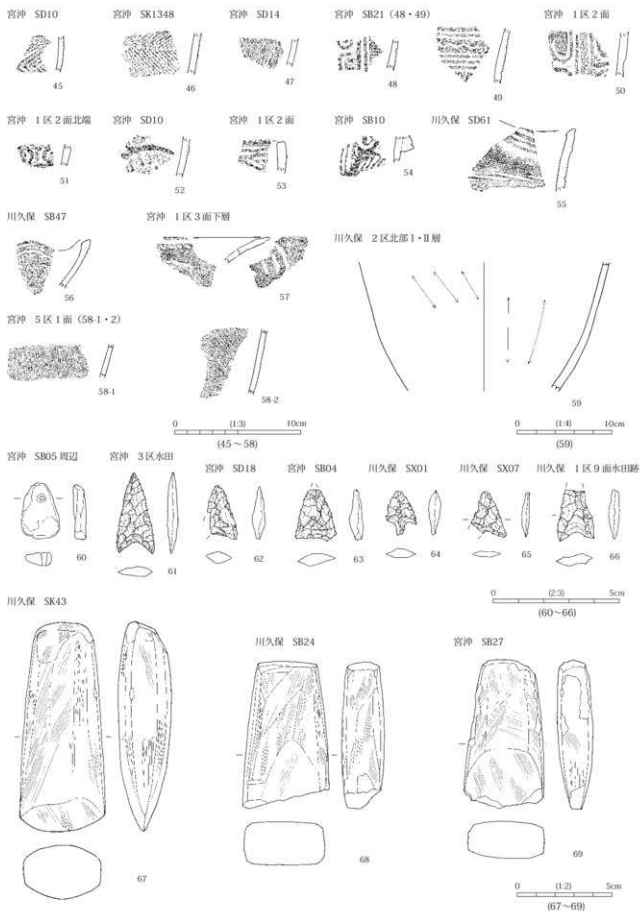 宮沖 SD10
宮沖 SK1348
宮沖 SD14
宮沖 SB21（48・49）
宮沖 1区2面
45
46
47
48
49
50
宮沖 1区2面北端
宮沖 SD10
宮沖 1区2面
宮沖 SB10
川久保 SD61
51
52
53
54
55
川久保 SB47
宮沖 1区3面下層
川久保 2区北部Ⅰ・Ⅱ層
56
57
宮沖 5区1面（58-1・2）
58-1
58-2
59
0 (1:3) 10cm
(45～58)
0 (1:4) 10cm
(59)
宮沖 SB05周辺
宮沖 3区水田
宮沖 SD18
宮沖 SB04
川久保 SX01
川久保 SX07
川久保 1区9面水田跡
60
61
62
63
64
65
66
0 (2:3) 5cm
(60～66)
川久保 SK43
川久保 SB24
宮沖 SB27
67
68
69
0 (1:2) 5cm
(67～69)